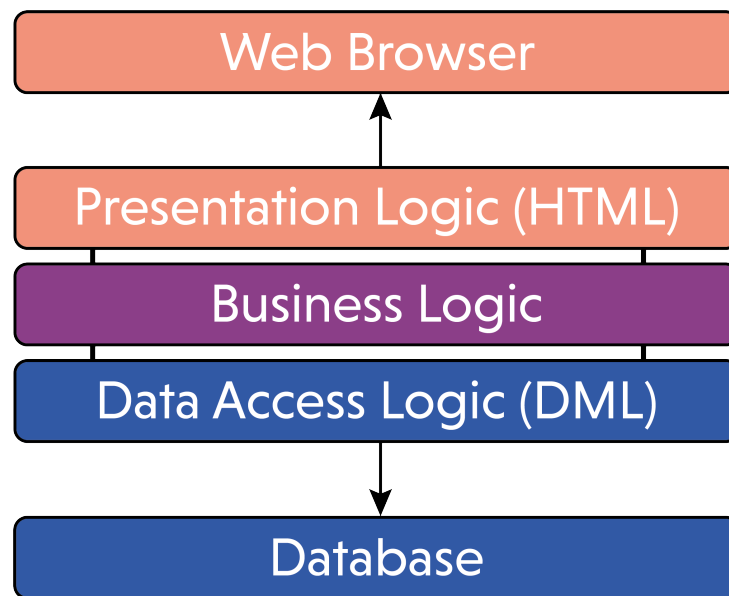 Web Browser
Presentation Logic (HTML)
Business Logic
Data Access Logic (DML)
Database